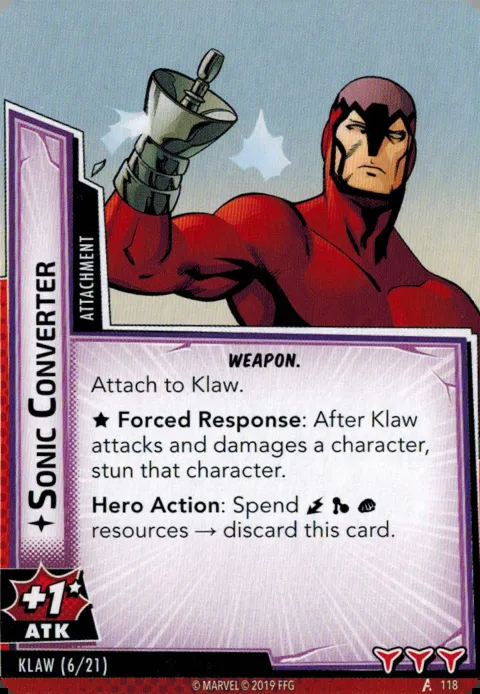 SONIC CONVERTER
ATTACHMENT
WEAPON.
Attach to Klaw.
★ Forced Response: After Klaw
attacks and damages a character,
stun that character.
Hero Action: Spend
resources → discard this card.
+1★
ATK
KLAW (6/21)
© MARVEL © 2019 FFG
118